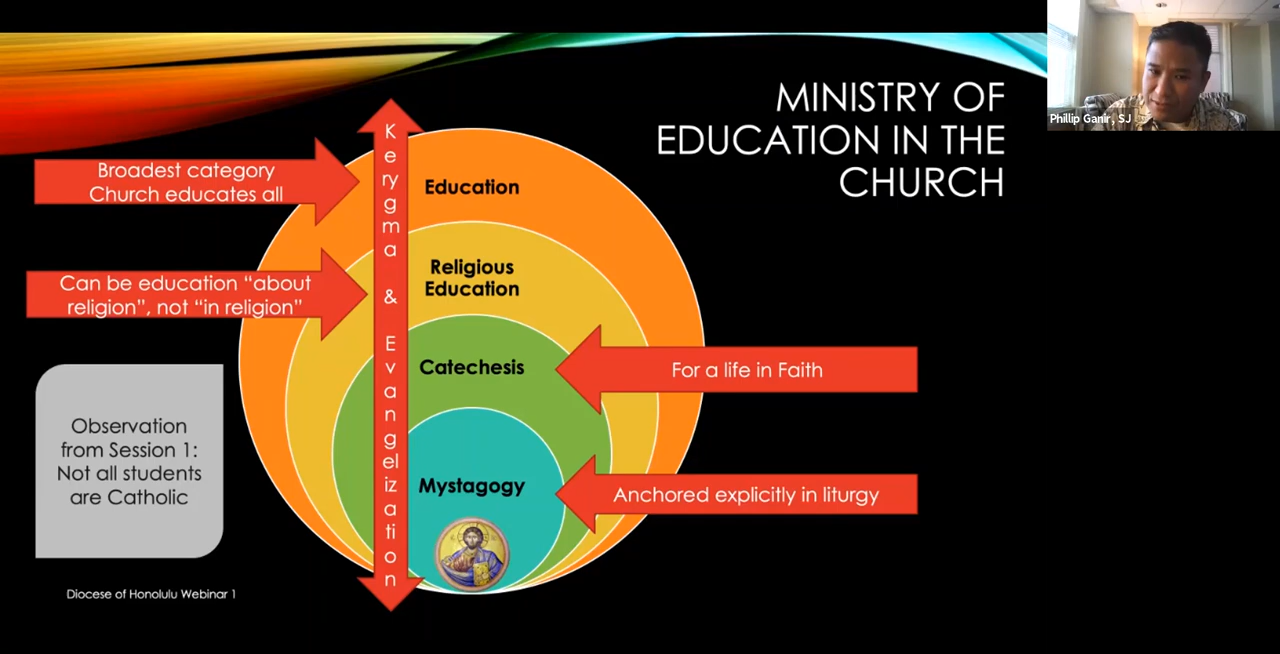 MINISTRY OF
EDUCATION IN THE
CHURCH
Phillip Ganir, SJ
Broadest category
Church educates all
Can be education “about
religion”, not “in religion”
Kerygma & Evangelization
Education
Religious
Education
Catechesis
Mystagogy
For a life in Faith
Anchored explicitly in liturgy
Observation
from Session 1:
Not all students
are Catholic
Diocese of Honolulu Webinar 1